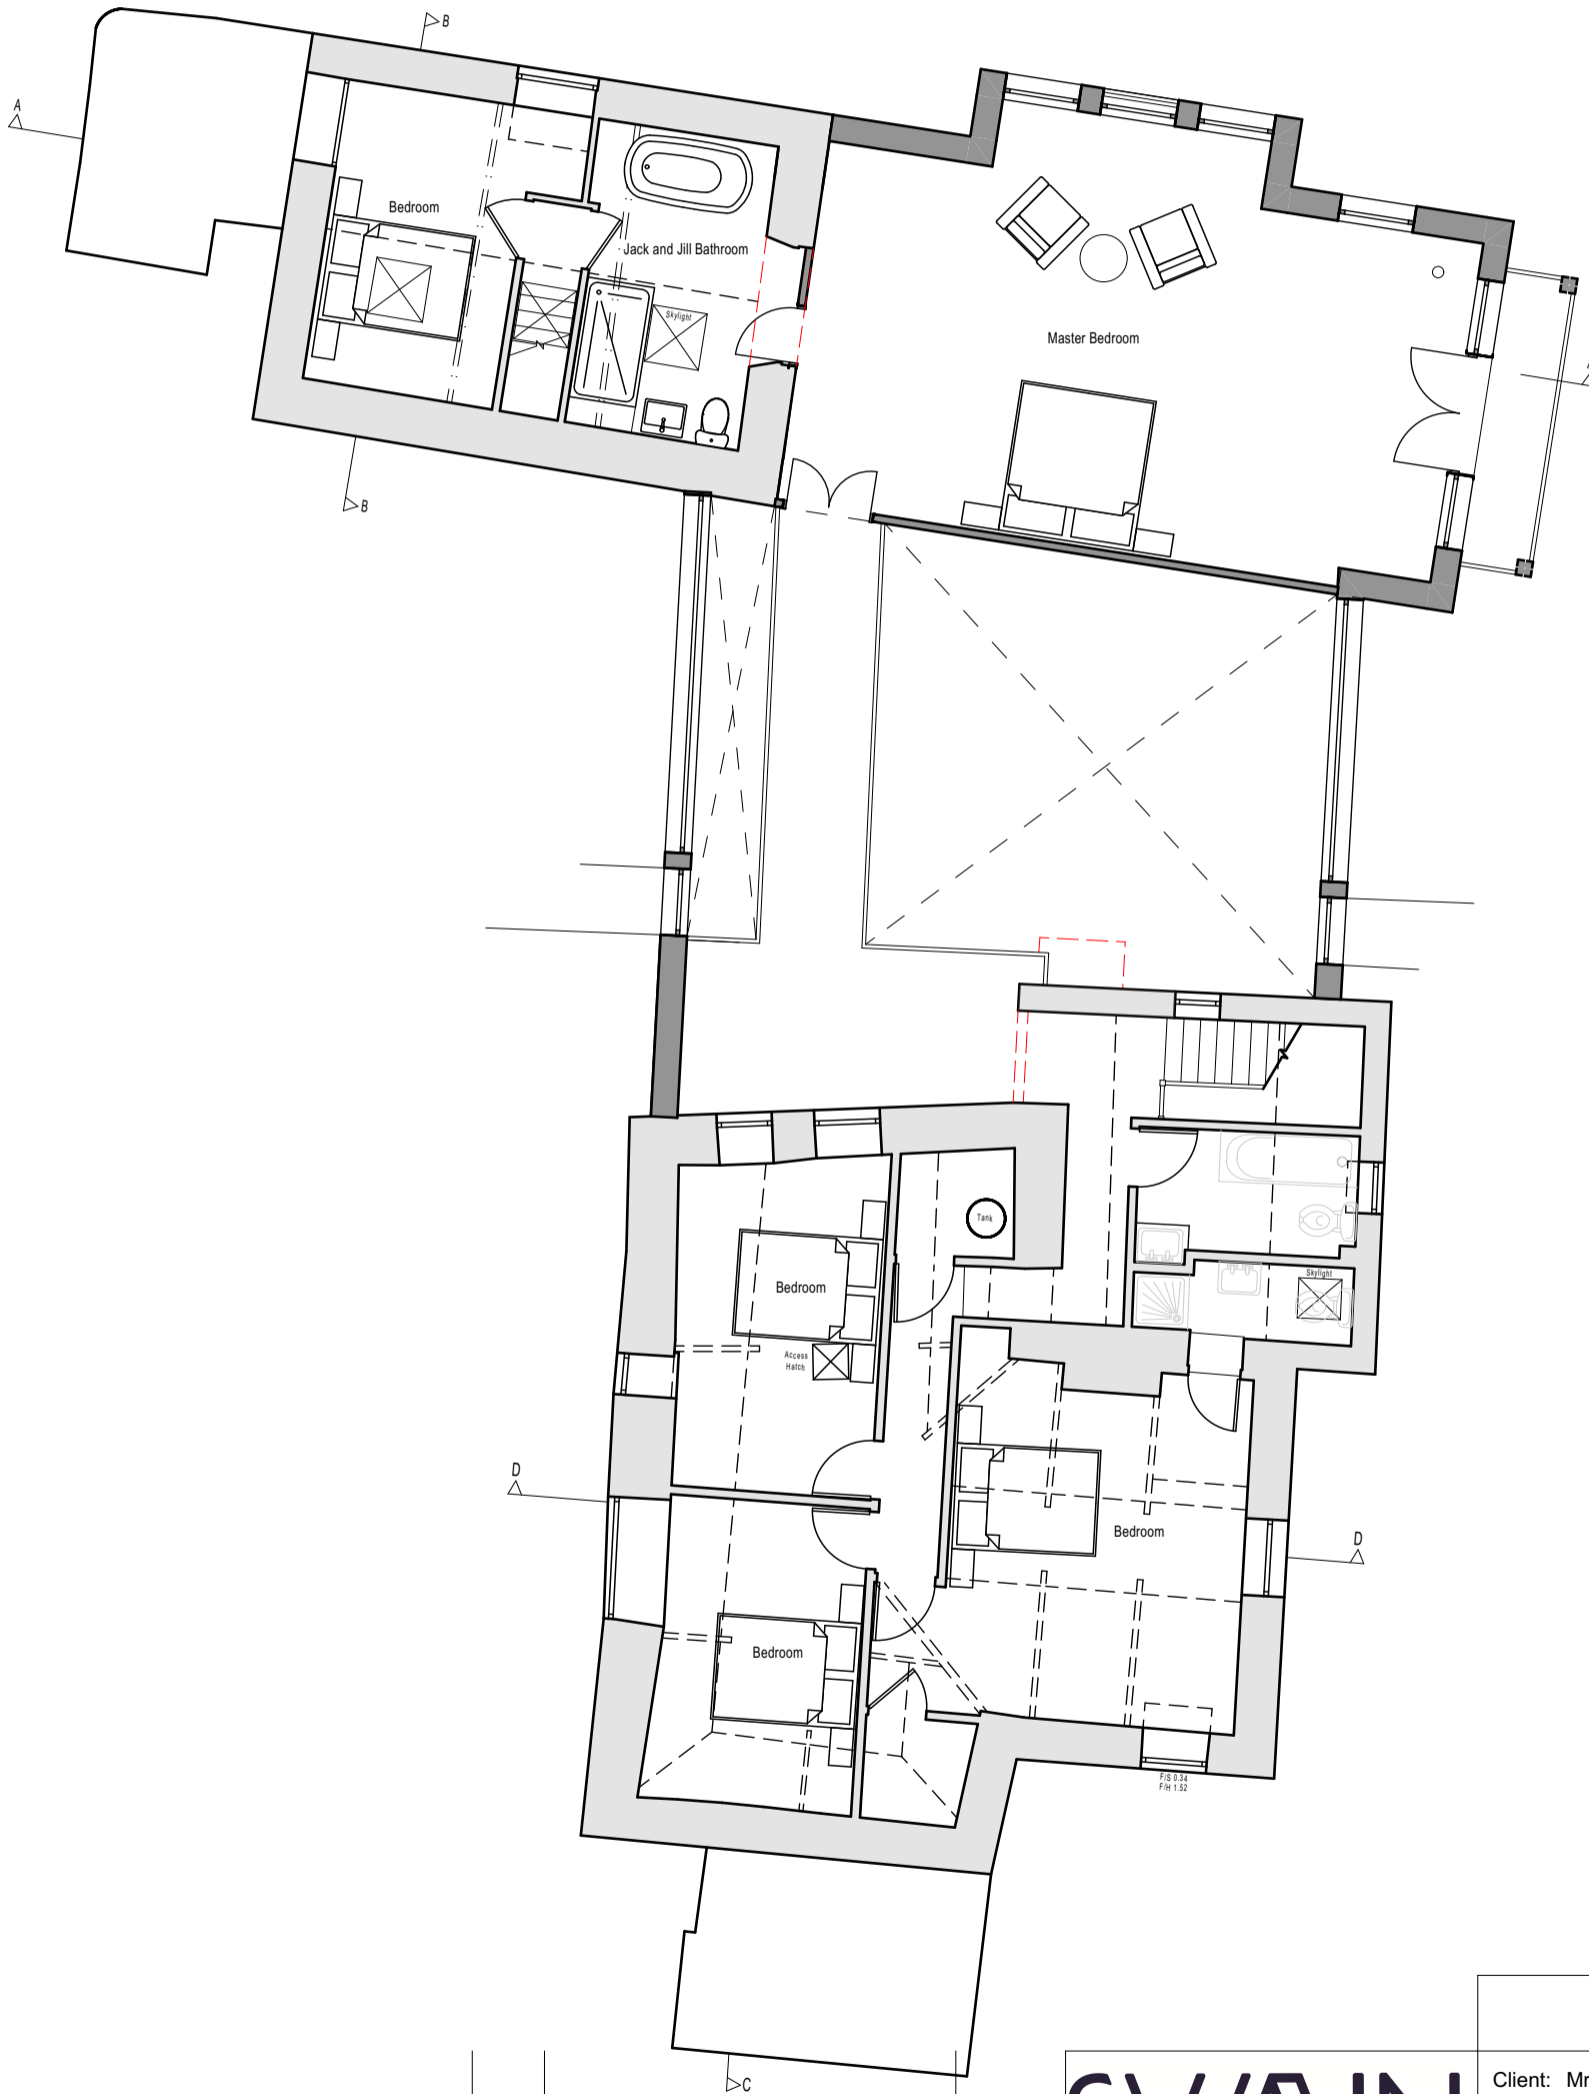 B
A
Bedroom
Jack and Jill Bathroom
Skylight
Master Bedroom
B
Tank
Skylight
Bedroom
Access
Hatch
D
Bedroom
D
Bedroom
F/S 0.34
F/H 1.52
C
SWAIN
Client: Mr